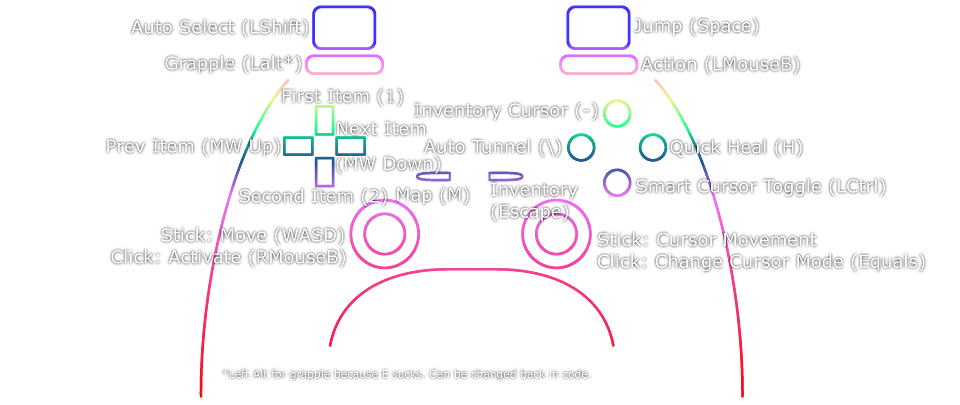 Auto Select (LShift)
Jump (Space)
Grapple (Lalt*)
Action (LMouseB)
First Item (1)
Inventory Cursor (-)
Next Item
(MW Down)
Prev Item (MW Up)
Auto Tunnel (\)
Quick Heal (H)
Second Item (2)
Map (M)
Inventory
(Escape)
Smart Cursor Toggle (LCtrl)
Stick: Move (WASD)
Click: Activate (RMouseB)
Stick: Cursor Movement
Click: Change Cursor Mode (Equals)
*Left Alt for grapple because E sucks. Can be changed back in code.